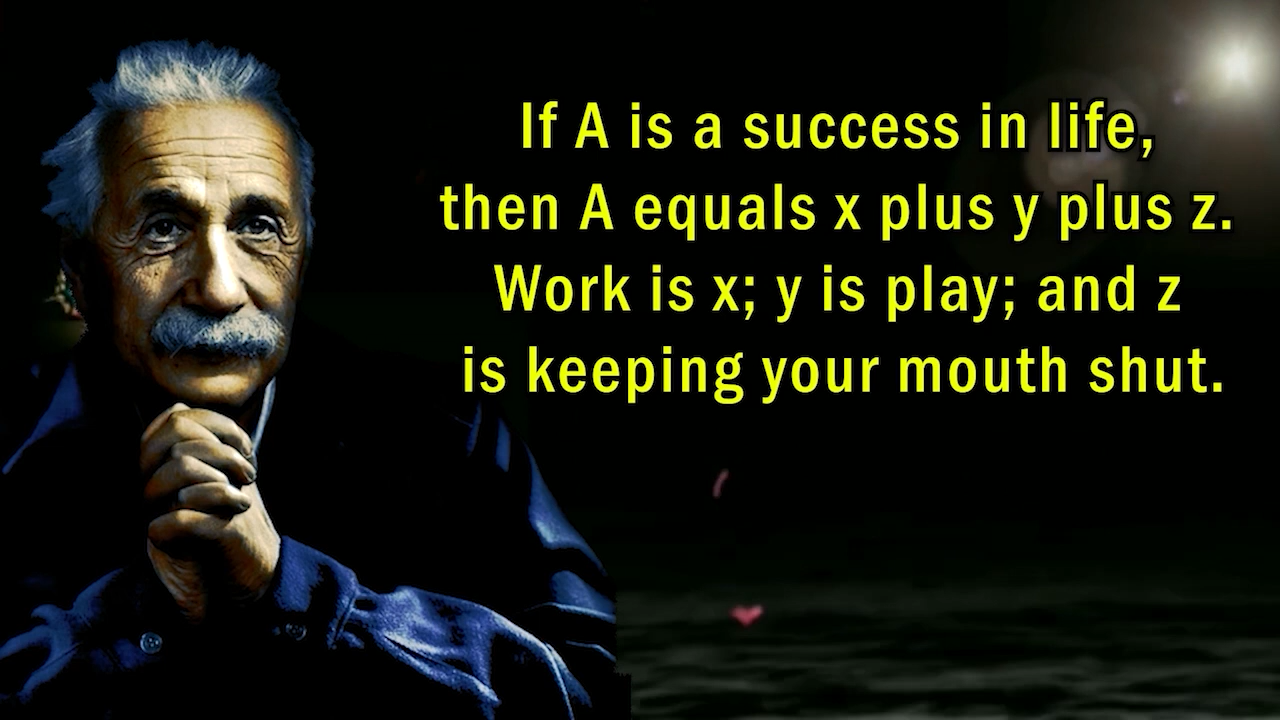 If A is a success in life,
then A equals x plus y plus z.
Work is x; y is play; and z
is keeping your mouth shut.